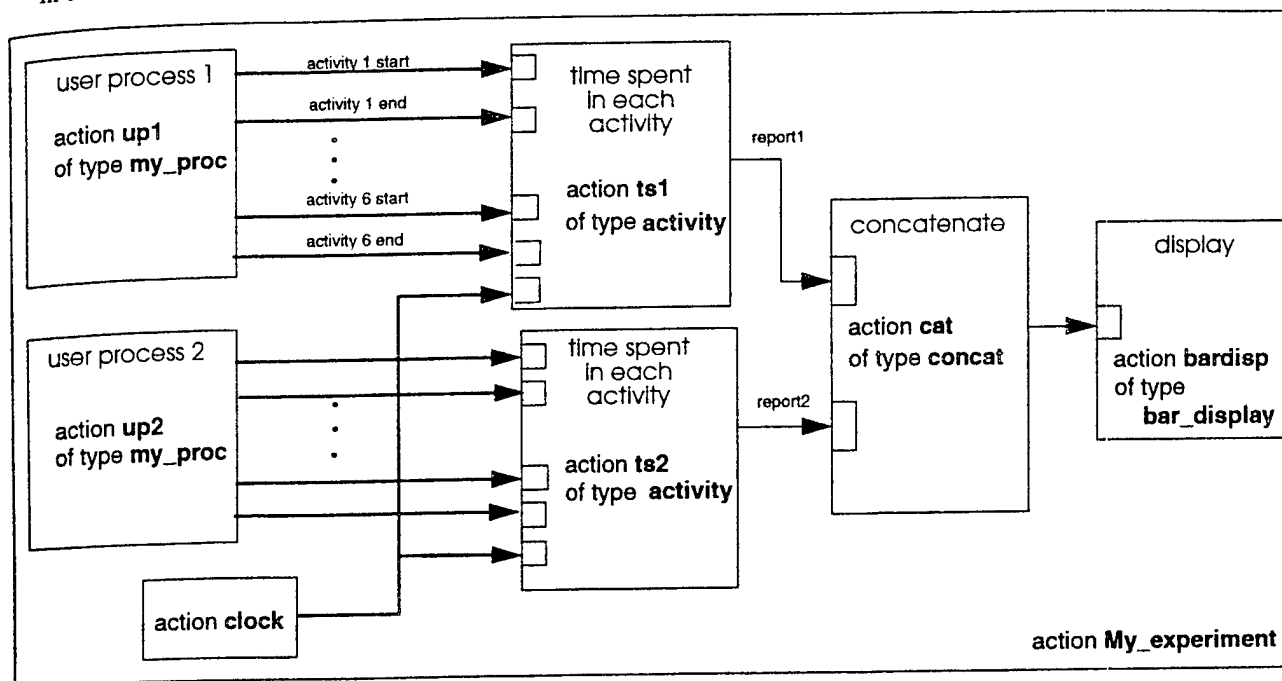 user process 1
action up1
of type my_proc
activity 1 start
activity 1 end
activity 6 start
activity 6 end
time spent
in each
activity
action ts1
of type activity
report1
concatenate
action cat
of type concat
display
action bardisp
of type
bar_display
user process 2
action up2
of type my_proc
time spent
in each
activity
action ts2
of type activity
report2
action clock
action My_experiment